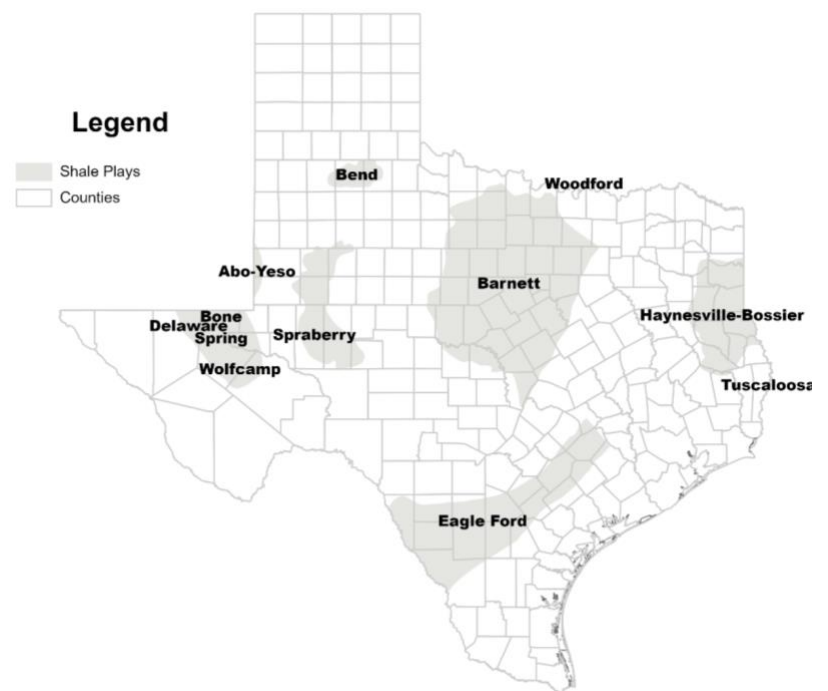 Legend
Shale Plays
Counties
Bend
Woodford
Abo-Yeso
Barnett
Bone
Delaware
Spring
Spraberry
Haynesville-Bossier
Wolfcamp
Tuscaloosa
Eagle Ford